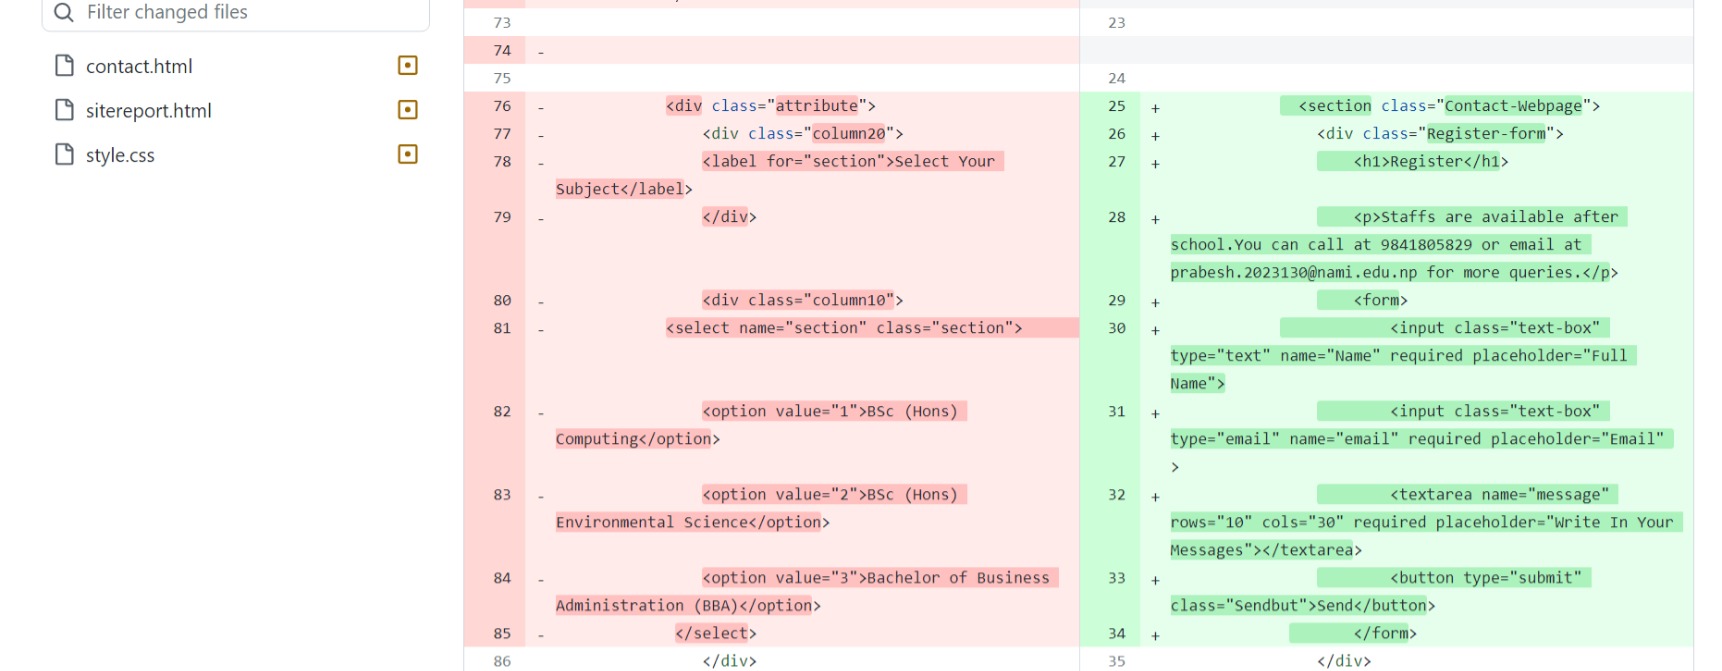 Filter changed files
contact.html
sitereport.html
style.css
73
74 -
75
76 - <div class="attribute">
77 - <div class="column20">
78 - <label for="section">Select Your
Subject</label>
79 - </div>
80 - <div class="column10">
81 - <select name="section" class="section">
82 - <option value="1">BSc (Hons)
Computing</option>
83 - <option value="2">BSc (Hons)
Environmental Science</option>
84 - <option value="3">Bachelor of Business
Administration (BBA)</option>
85 - </select>
86 </div>
23
24
25 + <section class="Contact-Webpage">
26 + <div class="Register-form">
27 + <h1>Register</h1>
28 + <p>Staffs are available after
school.You can call at 9841805829 or email at
prabesh.2023130@nami.edu.np for more queries.</p>
29 + <form>
30 + <input class="text-box"
type="text" name="Name" required placeholder="Full
Name">
31 + <input class="text-box"
type="email" name="email" required placeholder="Email"
>
32 + <textarea name="message"
rows="10" cols="30" required placeholder="Write In Your
Messages"></textarea>
33 + <button type="submit"
class="Sendbut">Send</button>
34 + </form>
35 </div>